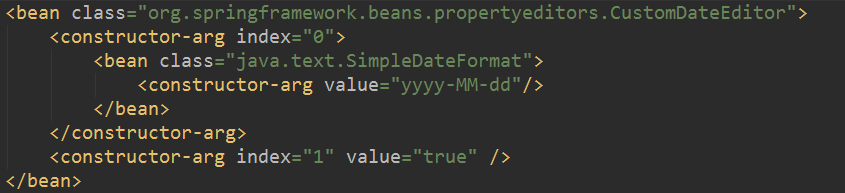 <bean class="org.springframework.beans.propertyeditors.CustomDateEditor">
    <constructor-arg index="0">
        <bean class="java.text.SimpleDateFormat">
            <constructor-arg value="yyyy-MM-dd"/>
        </bean>
    </constructor-arg>
    <constructor-arg index="1" value="true" />
</bean>